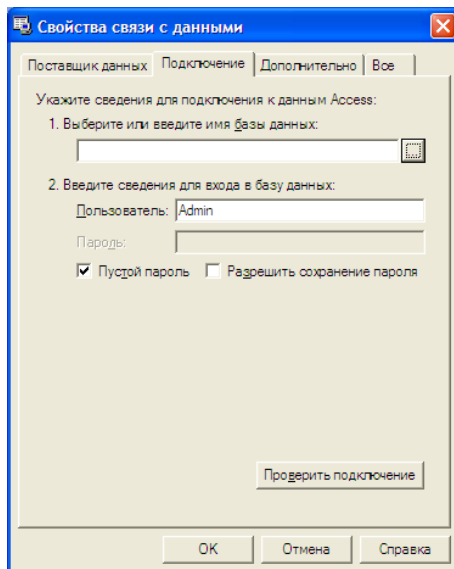 Свойства связи с данными
Поставщик данных Подключение Дополнительно Все
Укажите сведения для подключения к данным Access:
1. Выберите или введите имя базы данных:
...
2. Введите сведения для входа в базу данных:
Пользователь: Admin
Пароль:
Пустой пароль Разрешить сохранение пароля
Проверить подключение
OK Отмена Справка